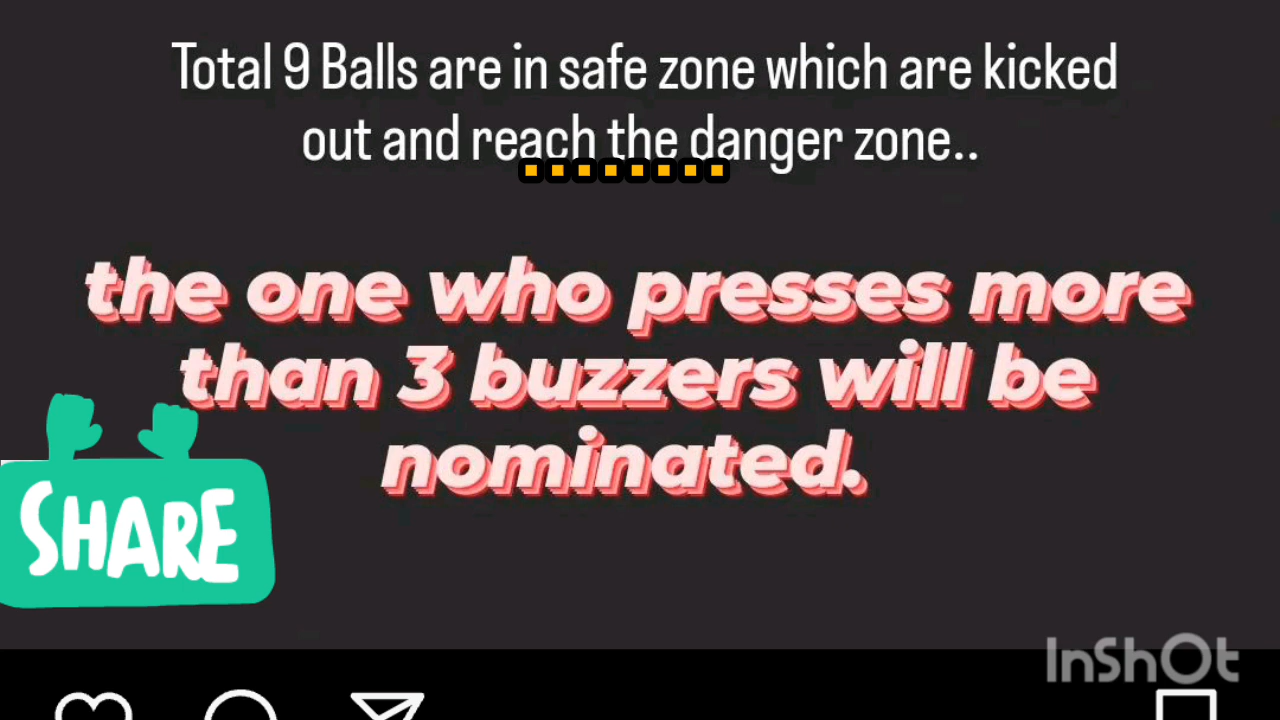 Total 9 Balls are in safe zone which are kicked
out and reach the danger zone..
the one who presses more
than 3 buzzers will be
nominated.
SHARE
InShOt